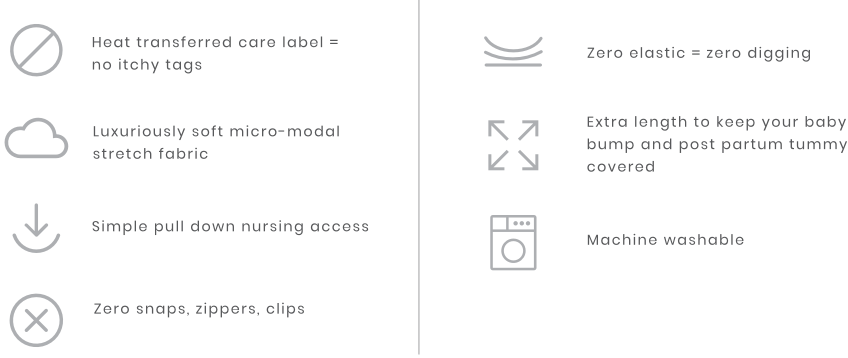 Heat transferred care label =
no itchy tags
Luxuriously soft micro-modal
stretch fabric
Simple pull down nursing access
Zero snaps, zippers, clips
Zero elastic = zero digging
Extra length to keep your baby
bump and post partum tummy
covered
Machine washable